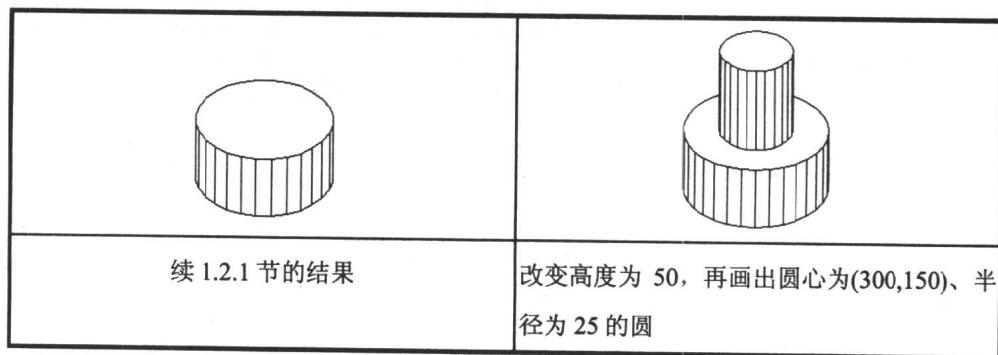 续 1.2.1 节的结果
改变高度为 50，再画出圆心为(300,150)、半
径为 25 的圆